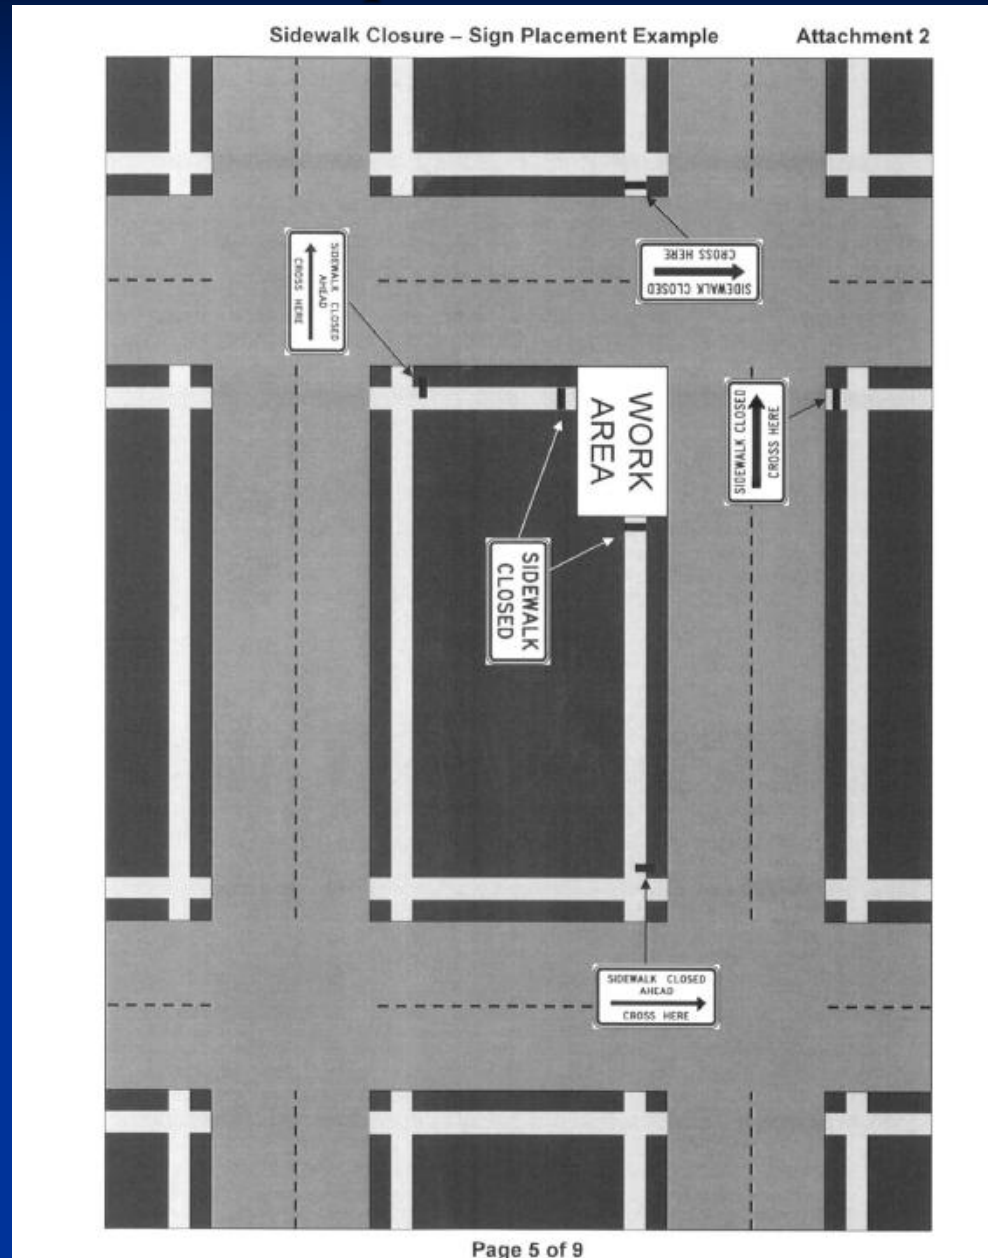 Sidewalk Closure – Sign Placement Example
Attachment 2
SIDEWALK CLOSED
CROSS HERE
SIDEWALK CLOSED
AHEAD
CROSS HERE
SIDEWALK CLOSED
CROSS HERE
WORK
AREA
SIDEWALK
CLOSED
SIDEWALK CLOSED
AHEAD
CROSS HERE
Page 5 of 9